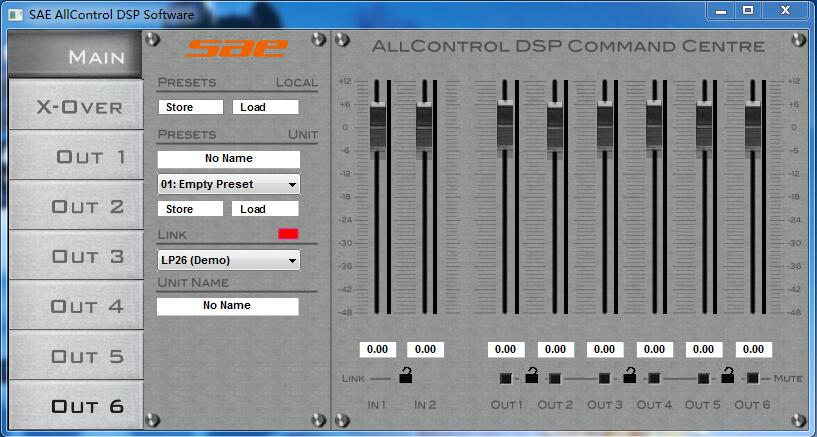 SAE AllControl DSP Software
MAIN
X-OVER
OUT 1
OUT 2
OUT 3
OUT 4
OUT 5
OUT 6
sae
PRESETS LOCAL
Store Load
PRESETS UNIT
No Name
01: Empty Preset
Store Load
LINK
LP26 (Demo)
UNIT NAME
No Name
ALLCONTROL DSP COMMAND CENTRE
+12 +12
+6 +6
0 0
-6 -6
-12 -12
-18 -18
-24 -24
-30 -30
-36 -36
-42 -42
-48 -48
0.00 0.00 0.00 0.00 0.00 0.00 0.00 0.00
LINK MUTE
IN 1 IN 2 OUT 1 OUT 2 OUT 3 OUT 4 OUT 5 OUT 6